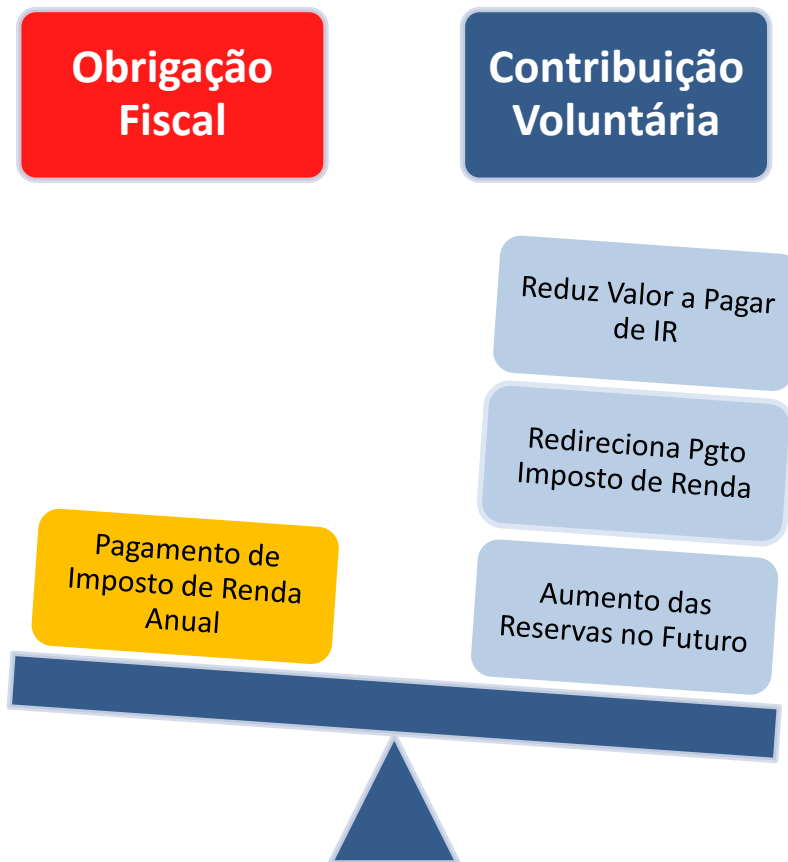 Obrigação
Fiscal
Contribuição
Voluntária
Reduz Valor a Pagar
de IR
Redireciona Pgto
Imposto de Renda
Pagamento de
Imposto de Renda
Anual
Aumento das
Reservas no Futuro